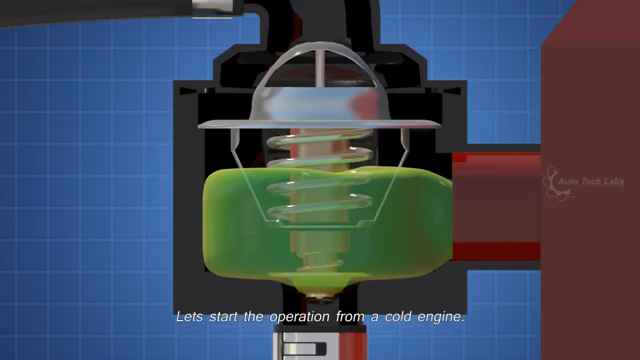 Auto Tech Labs
Lets start the operation from a cold engine.